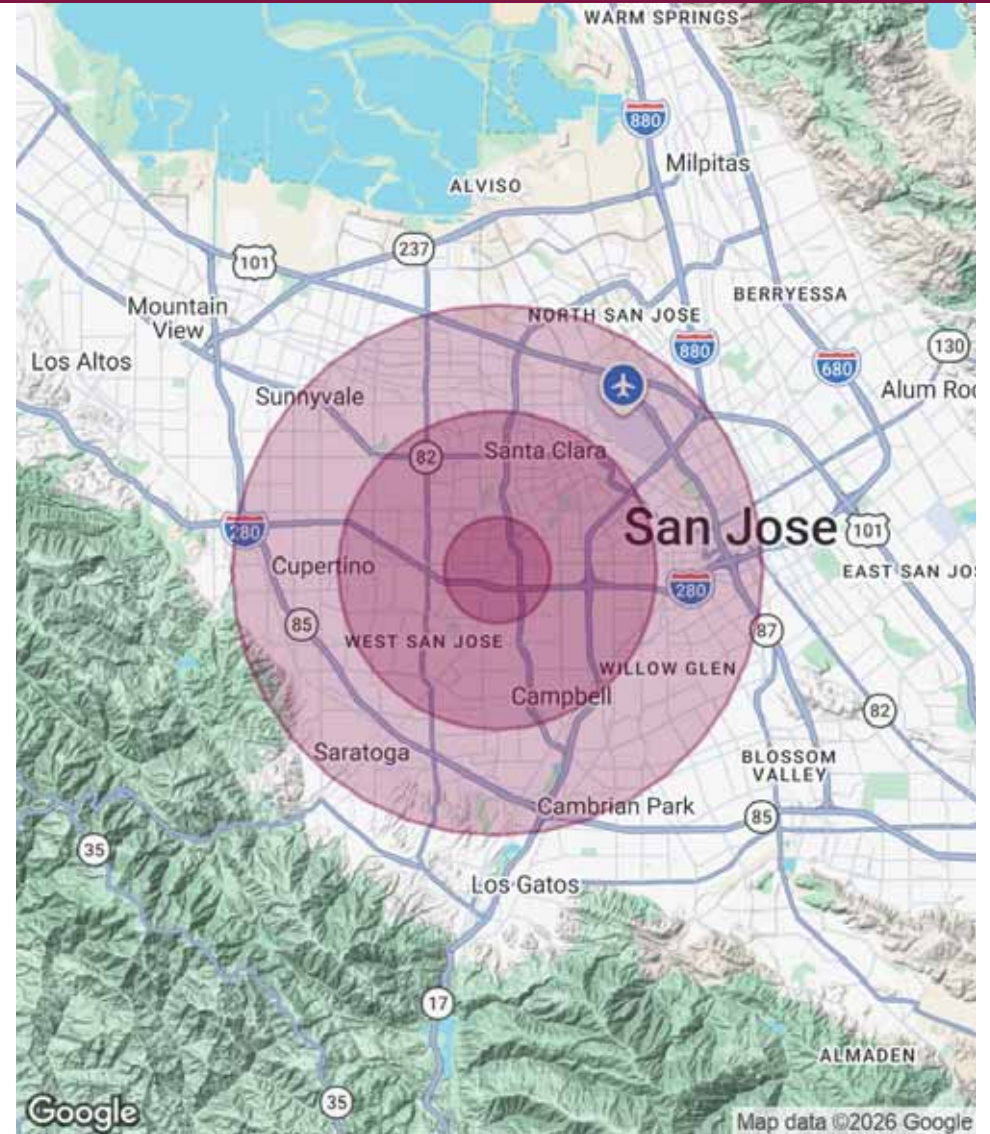 WARM SPRINGS
880
Milpitas
ALVISO
237
101
BERRYESSA
Mountain
View
NORTH SAN JOSE
880
130
Los Altos
680
Alum Roc
Sunnyvale
82
Santa Clara
San Jose
101
280
Cupertino
280
EAST SAN JOS
85
87
WEST SAN JOSE
WILLOW GLEN
Campbell
82
Saratoga
BLOSSOM
VALLEY
Cambrian Park
85
35
Los Gatos
17
ALMADEN
35
Google
Map data ©2026 Google